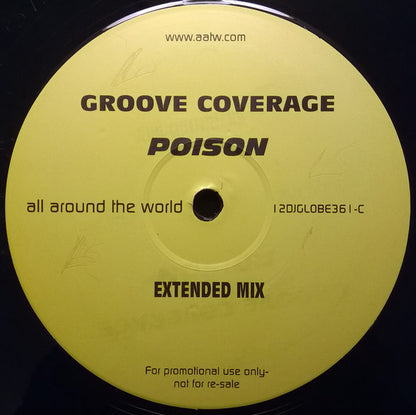 www.aatw.com
GROOVE COVERAGE
POISON
all around the world 12DJGLOBE361-C
EXTENDED MIX
For promotional use only-
not for re-sale